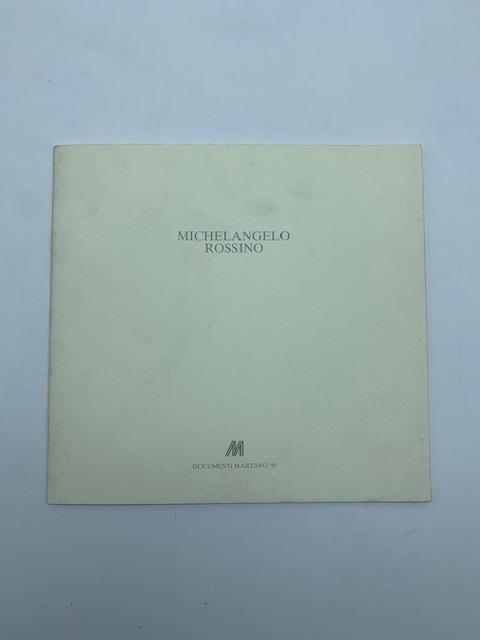 MICHELANGELO
ROSSINO
M
DOCUMENTI MARTANO 95